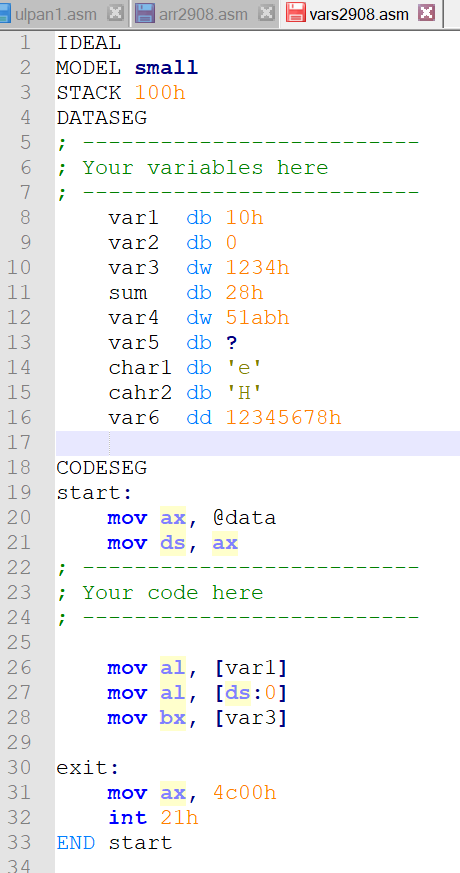 ulpan1.asm arr2908.asm vars2908.asm
1 IDEAL
2 MODEL small
3 STACK 100h
4 DATASEG
5 ; --------------------------
6 ; Your variables here
7 ; --------------------------
8 var1 db 10h
9 var2 db 0
10 var3 dw 1234h
11 sum db 28h
12 var4 dw 51abh
13 var5 db ?
14 char1 db 'e'
15 cahr2 db 'H'
16 var6 dd 12345678h
17
18 CODESEG
19 start:
20 mov ax, @data
21 mov ds, ax
22 ; --------------------------
23 ; Your code here
24 ; --------------------------
25
26 mov al, [var1]
27 mov al, [ds:0]
28 mov bx, [var3]
29
30 exit:
31 mov ax, 4c00h
32 int 21h
33 END start
34